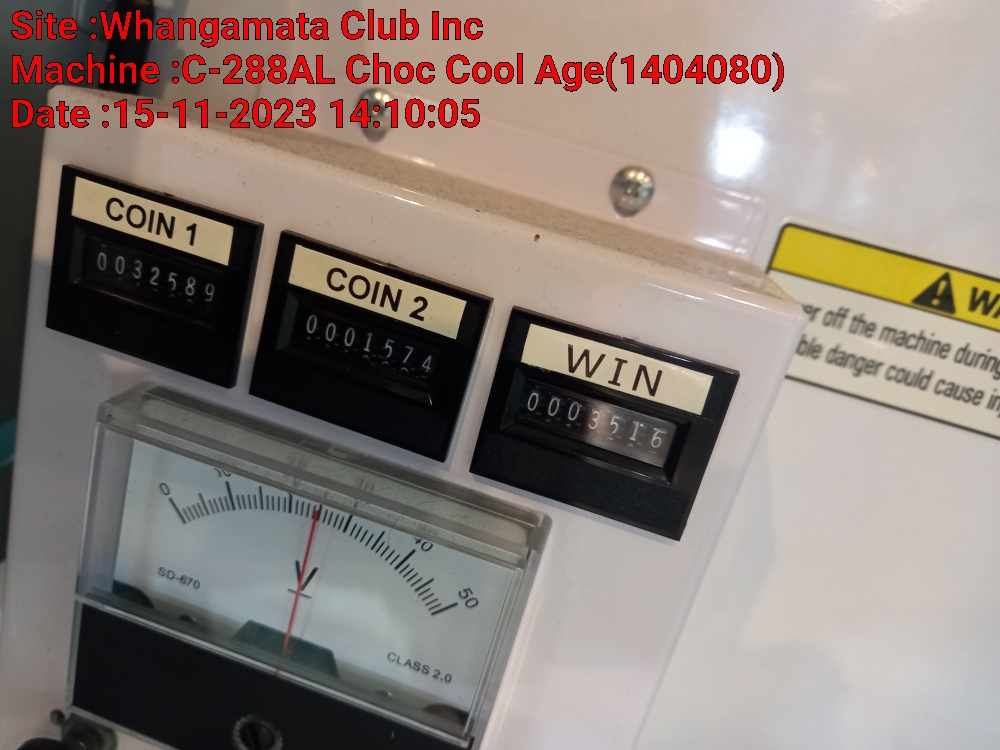 Site :Whangamata Club Inc
Machine :C-288AL Choc Cool Age(1404080)
Date :15-11-2023 14:10:05
COIN 1
0032589
COIN 2
0001574
WIN
0003516
WA
er off the machine during
ble danger could cause in
0
10
40
50
V
SD-670
CLASS 2.0